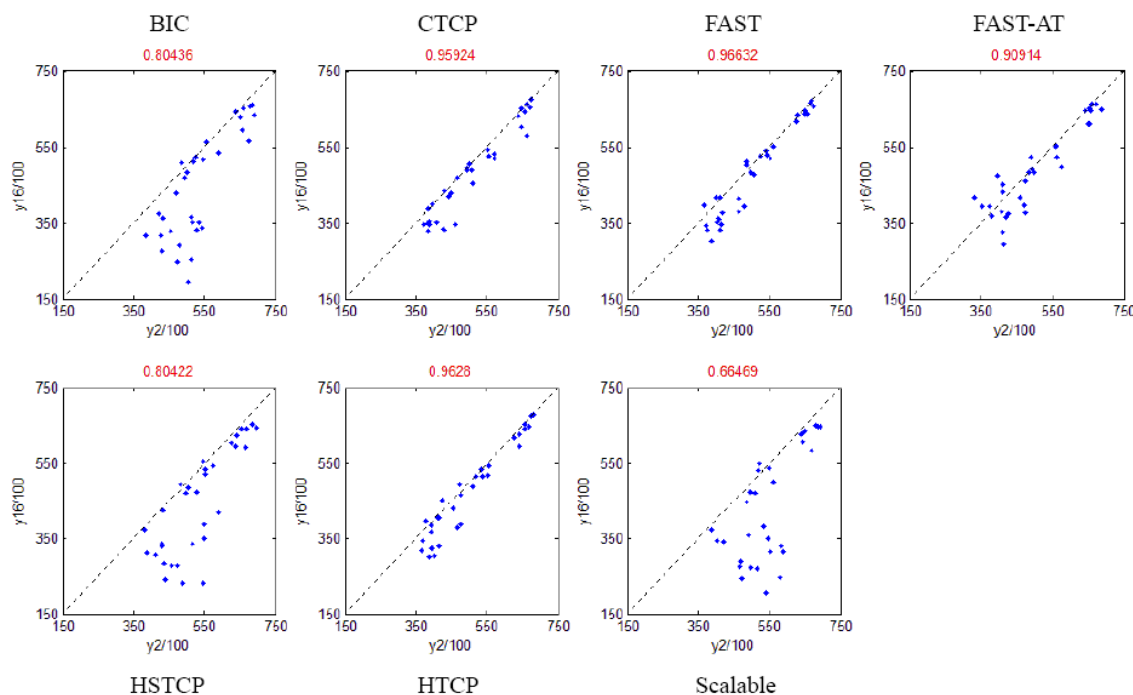 BIC CTCP FAST FAST-AT
0.80436 0.95924 0.96632 0.90914
750 750 750 750
550 550 550 550
y16/100 y16/100 y16/100 y16/100
350 350 350 350
150 150 150 150
150 350 550 750 150 350 550 750 150 350 550 750 150 350 550 750
y2/100 y2/100 y2/100 y2/100
0.80422 0.9628 0.66469
750 750 750
550 550 550
y16*100 y16*100 y16*100
350 350 350
150 150 150
150 350 550 750 150 350 550 750 150 350 550 750
y2/100 y2/100 y2/100
HSTCP HTCP Scalable